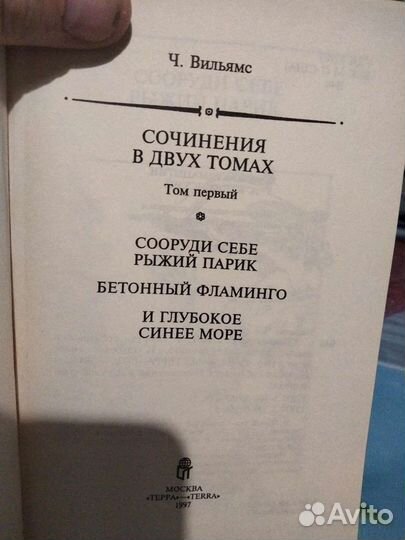 Ч. Вильямс
СОЧИНЕНИЯ
В ДВУХ ТОМАХ
Том первый
СООРУДИ СЕБЕ
РЫЖИЙ ПАРИК
БЕТОННЫЙ ФЛАМИНГО
И ГЛУБОКОЕ
СИНЕЕ МОРЕ
МОСКВА
«ТЕРРА»—«TERRA»
1997
Avito